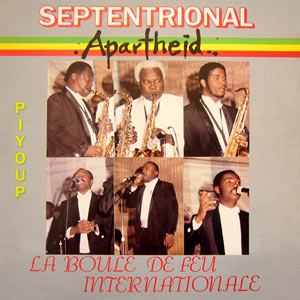 SEPTENTRIONAL
.:Apartheid...
PIYOUP
LA BOULE DE FEU
INTERNATIONALE